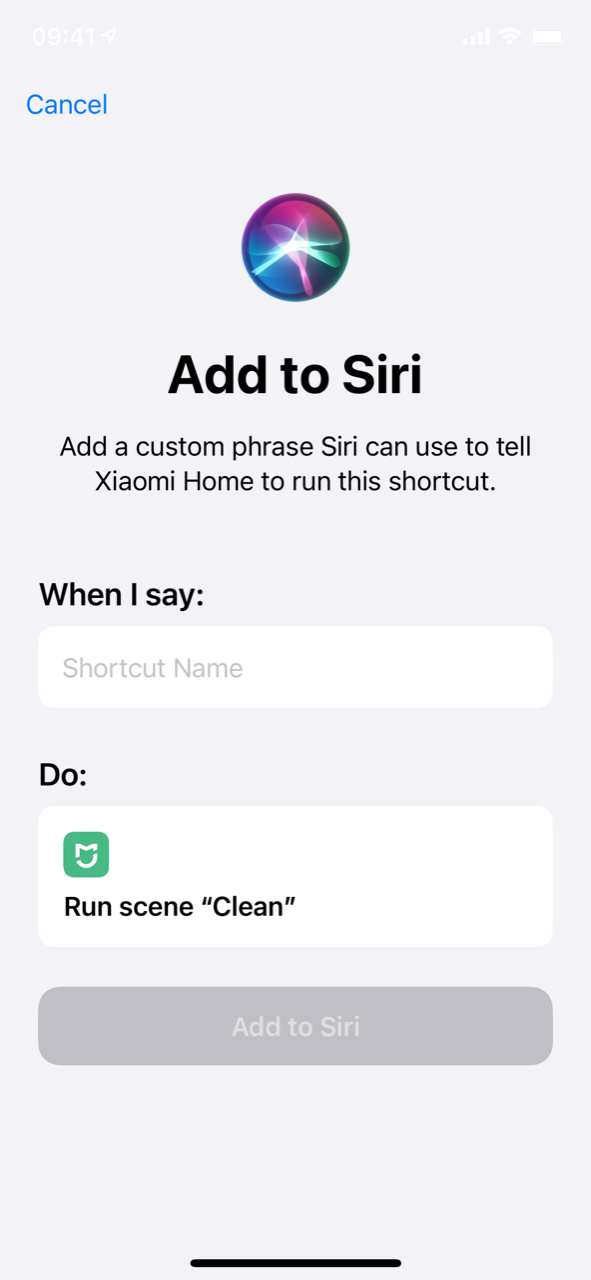 09:41
Cancel
Add to Siri
Add a custom phrase Siri can use to tell
Xiaomi Home to run this shortcut.
When I say:
Shortcut Name
Do:
Run scene “Clean”
Add to Siri